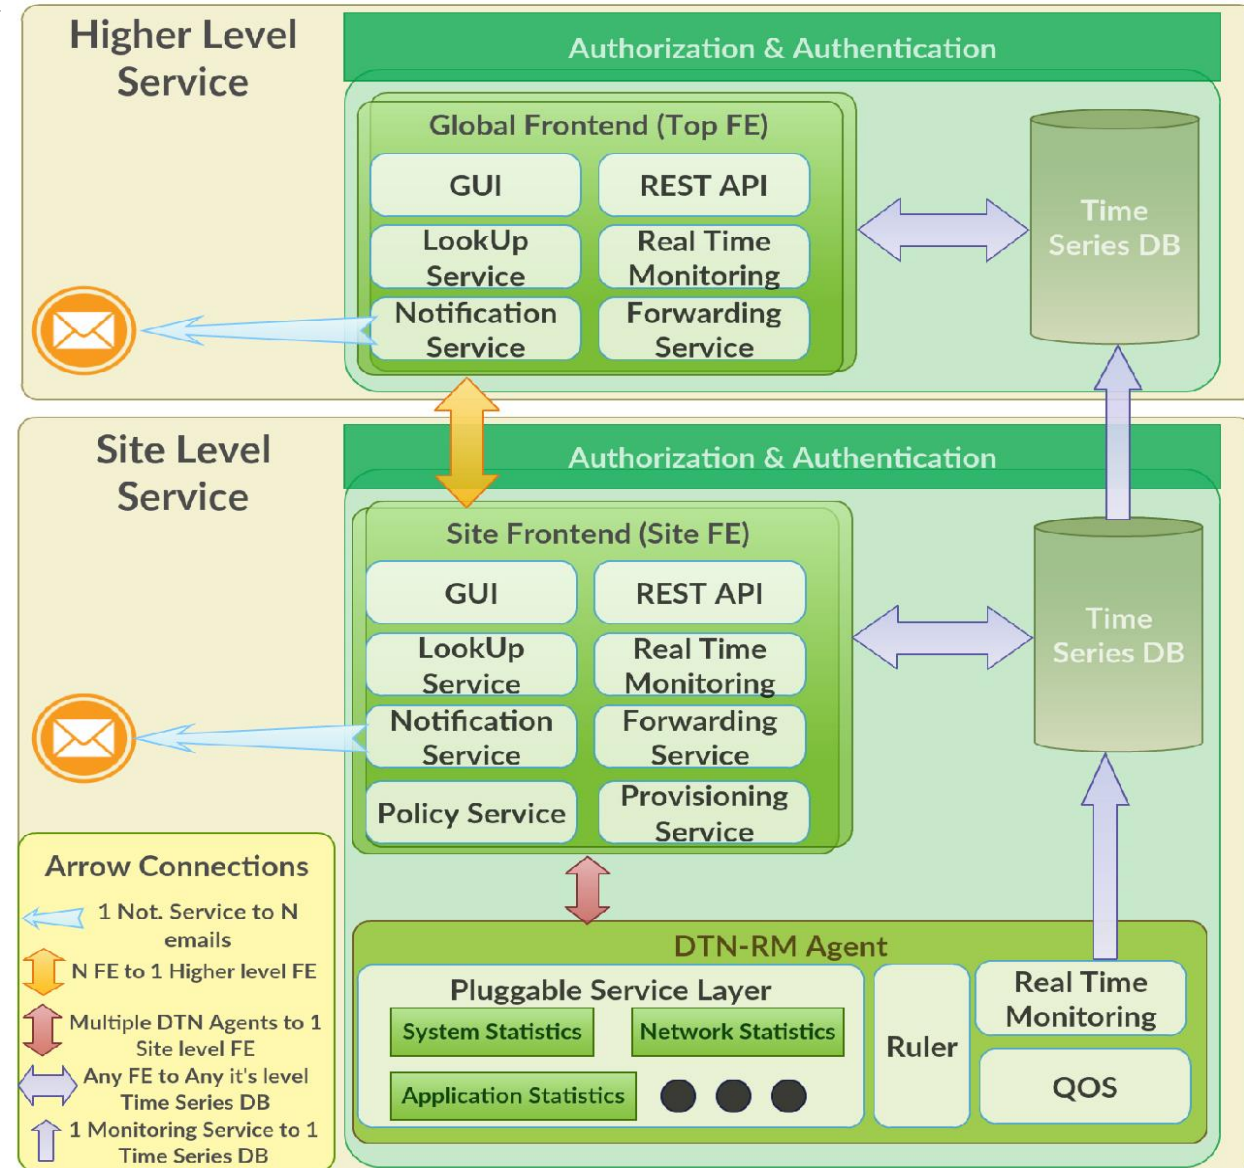 Higher Level
Service
Authorization & Authentication
Global Frontend (Top FE)
GUI
REST API
LookUp
Service
Real Time
Monitoring
Notification
Service
Forwarding
Service
Time
Series DB
Site Level
Service
Authorization & Authentication
Site Frontend (Site FE)
GUI
REST API
LookUp
Service
Real Time
Monitoring
Notification
Service
Forwarding
Service
Policy Service
Provisioning
Service
Time
Series DB
Arrow Connections
1 Not. Service to N
emails
N FE to 1 Higher level FE
Multiple DTN Agents to 1
Site level FE
Any FE to Any it's level
Time Series DB
1 Monitoring Service to 1
Time Series DB
DTN-RM Agent
Pluggable Service Layer
System Statistics
Network Statistics
Application Statistics
Ruler
Real Time
Monitoring
QOS